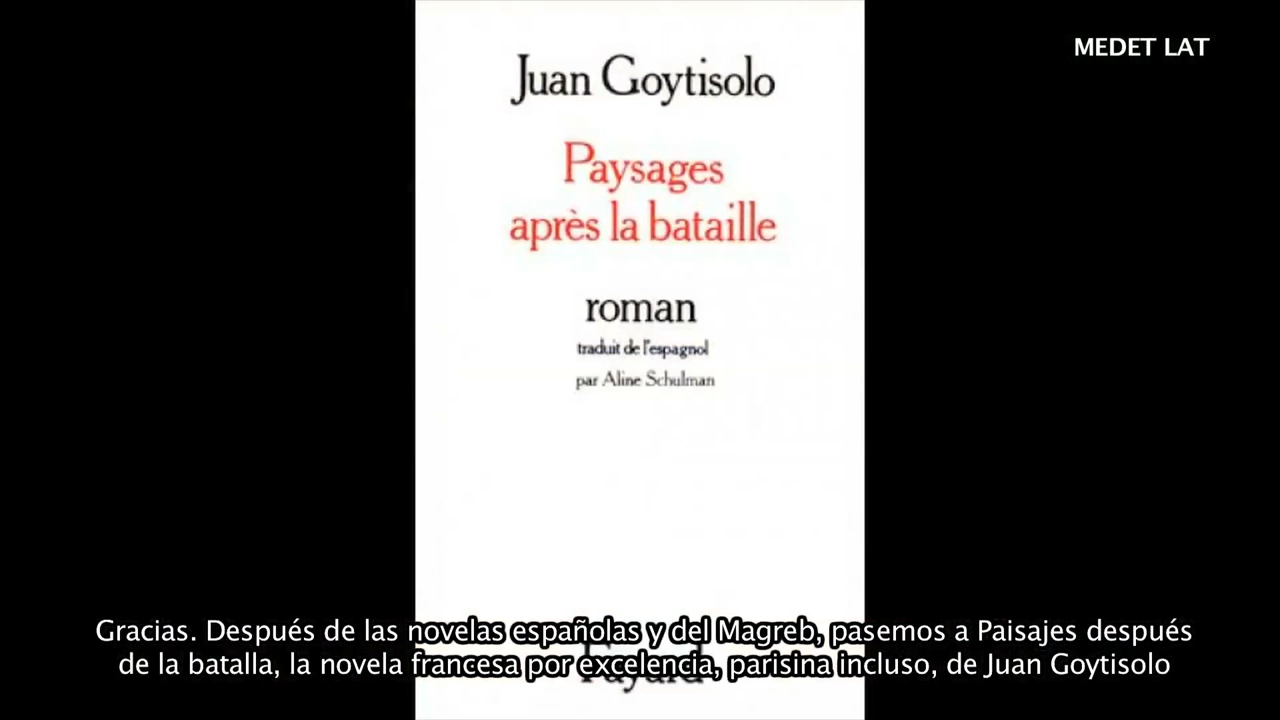 MEDET LAT
Juan Goytisolo
Paysages
après la bataille
roman
traduit de l'espagnol
par Aline Schulman
Fayard
Gracias. Después de las novelas españolas y del Magreb, pasemos a Paisajes después
de la batalla, la novela francesa por excelencia, parisina incluso, de Juan Goytisolo